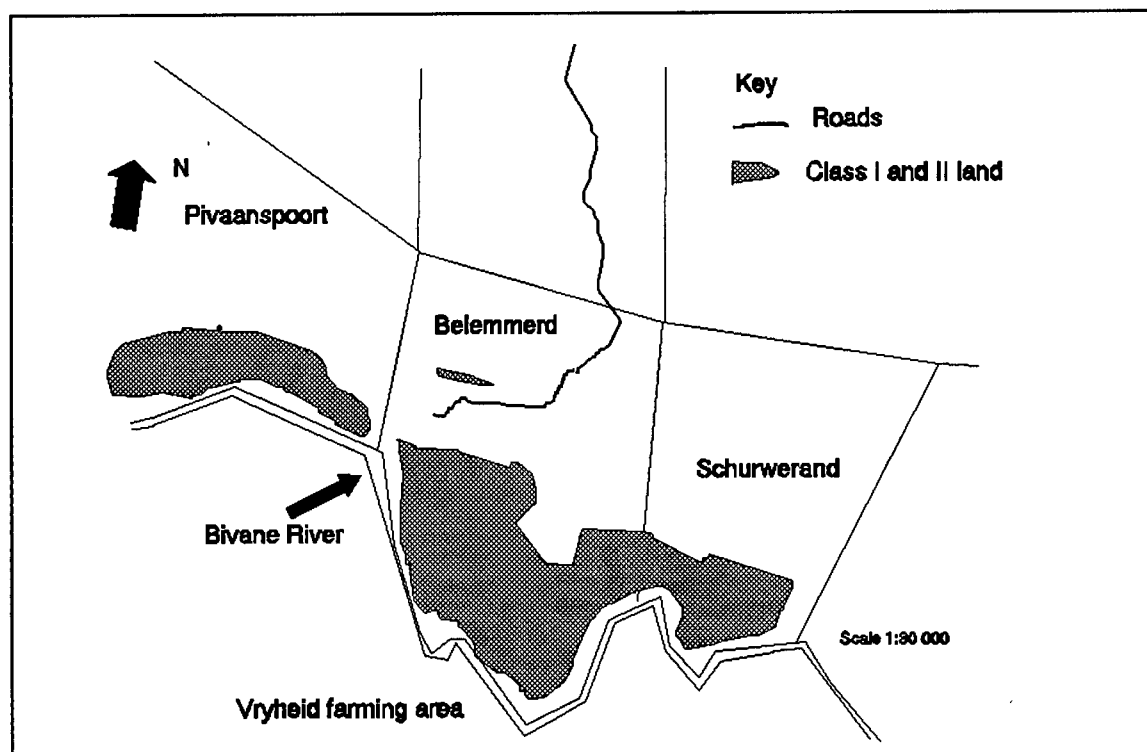 Key
Roads
Class I and II land
N
Pivaanspoort
Belemmerd
Schurwerand
Bivane River
Scale 1:30 000
Vryheid farming area